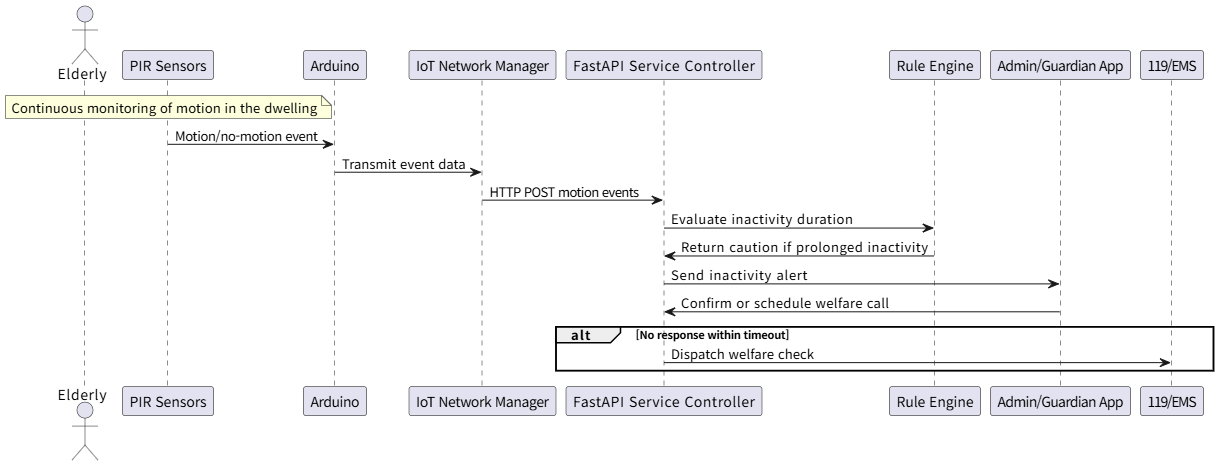 Elderly
PIR Sensors
Arduino
IoT Network Manager
FastAPI Service Controller
Rule Engine
Admin/Guardian App
119/EMS
Continuous monitoring of motion in the dwelling
Motion/no-motion event
Transmit event data
HTTP POST motion events
Evaluate inactivity duration
Return caution if prolonged inactivity
Send inactivity alert
Confirm or schedule welfare call
alt
[No response within timeout]
Dispatch welfare check
Elderly
PIR Sensors
Arduino
IoT Network Manager
FastAPI Service Controller
Rule Engine
Admin/Guardian App
119/EMS